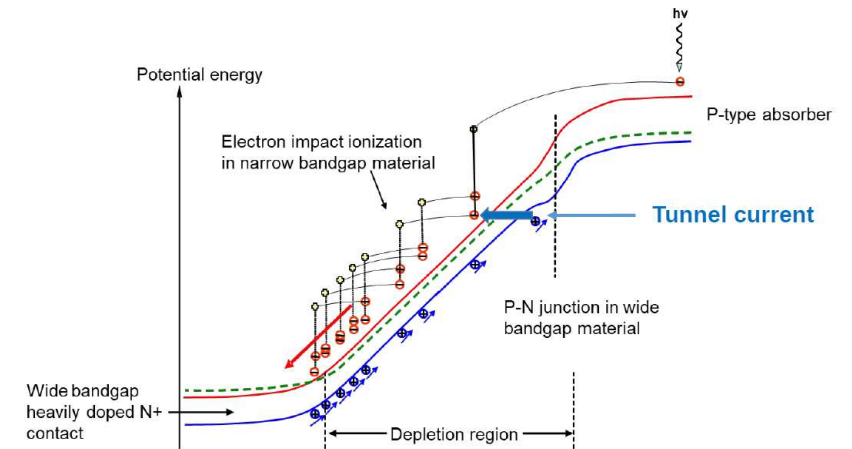 hv
Potential energy
P-type absorber
Electron impact ionization
in narrow bandgap material
Tunnel current
P-N junction in wide
bandgap material
Wide bandgap
heavily doped N+
contact
Depletion region